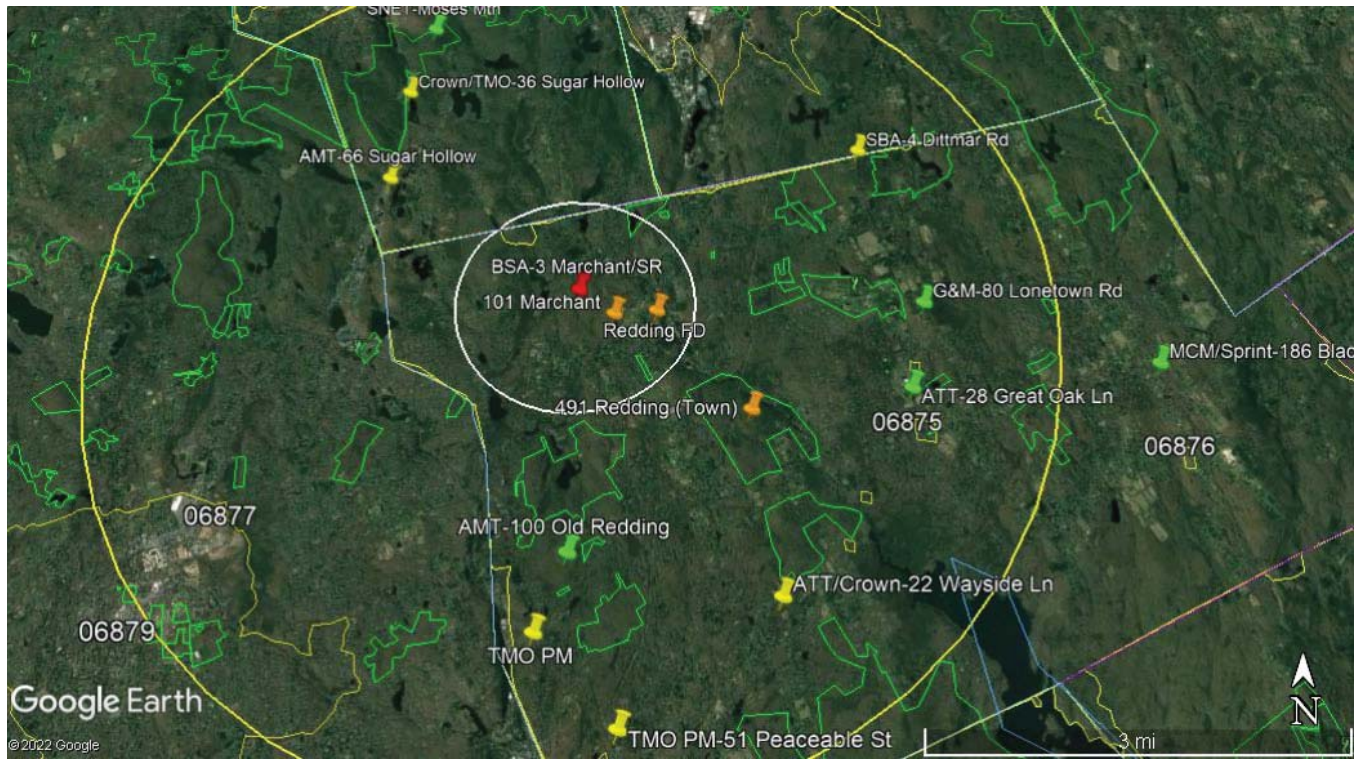 SNET-Moses Mtn
Crown/TMO-36 Sugar Hollow
SBA-4 Dittmar Rd
AMT-66 Sugar Hollow
BSA-3 Marchant/SR
G&M-80 Lonetown Rd
101 Marchant
Redding FD
MCM/Sprint-186 Blac
ATT-28 Great Oak Ln
491 Redding (Town)
06875
06876
06877
AMT-100 Old Redding
ATT/Crown-22 Wayside Ln
06879
TMO PM
Google Earth
N
TMO PM-51 Peaceable St
3 mi
© 2022 Google